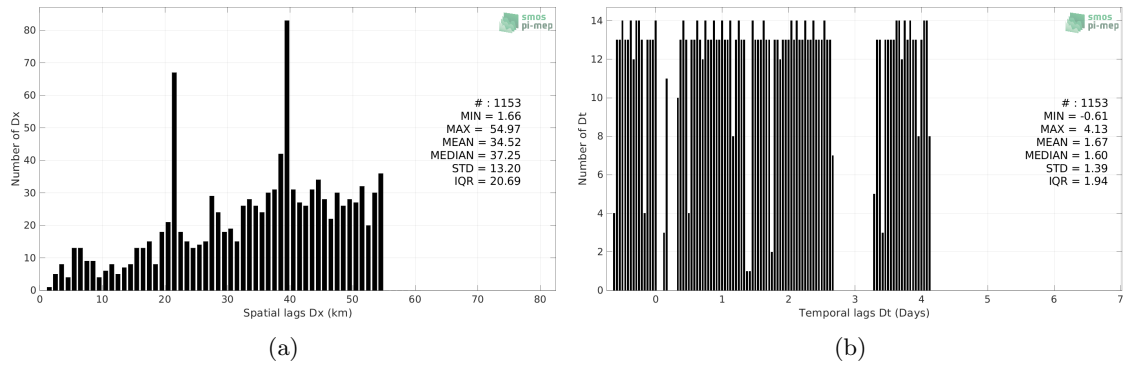 smos
pi-mep
80
70
60
50
40
30
20
10
0
Number of Dx
# : 1153
MIN = 1.66
MAX = 54.97
MEAN = 34.52
MEDIAN = 37.25
STD = 13.20
IQR = 20.69
0 10 20 30 40 50 60 70 80
Spatial lags Dx (km)
(a)
smos
pi-mep
14
12
10
8
6
4
2
0
Number of Dt
# : 1153
MIN = -0.61
MAX = 4.13
MEAN = 1.67
MEDIAN = 1.60
STD = 1.39
IQR = 1.94
0 1 2 3 4 5 6 7
Temporal lags Dt (Days)
(b)